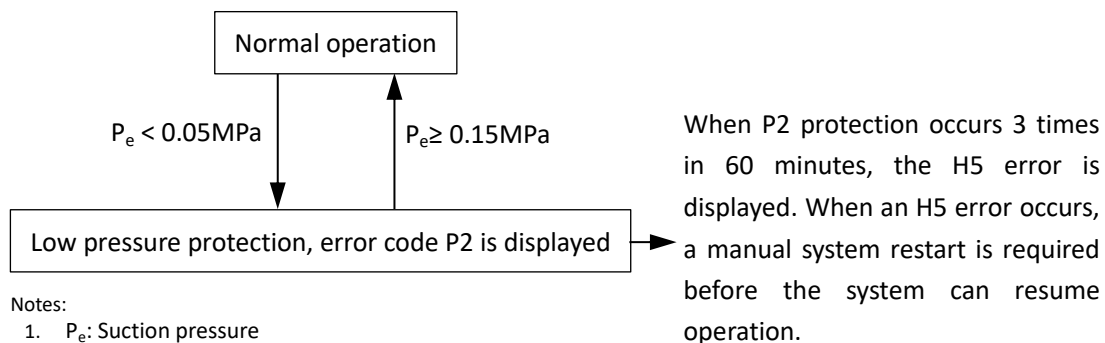 Normal operation
Pₑ < 0.05MPa
Pₑ≥ 0.15MPa
Low pressure protection, error code P2 is displayed
When P2 protection occurs 3 times
in 60 minutes, the H5 error is
displayed. When an H5 error occurs,
a manual system restart is required
before the system can resume
operation.
Notes:
1. Pₑ: Suction pressure